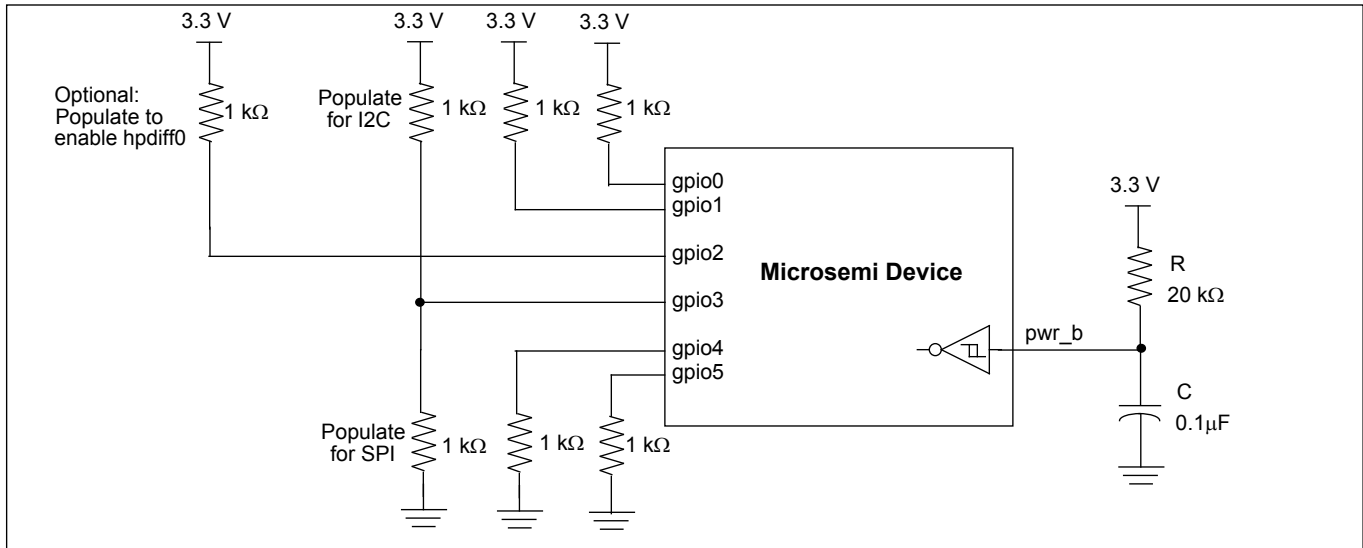 3.3 V
3.3 V
3.3 V
3.3 V
Optional:
Populate to
enable hpdiff0
1 kΩ
Populate
for I2C
1 kΩ
1 kΩ
1 kΩ
gpio0
gpio1
gpio2
gpio3
gpio4
gpio5
Microsemi Device
pwr_b
3.3 V
R
20 kΩ
C
0.1μF
Populate
for SPI
1 kΩ
1 kΩ
1 kΩ